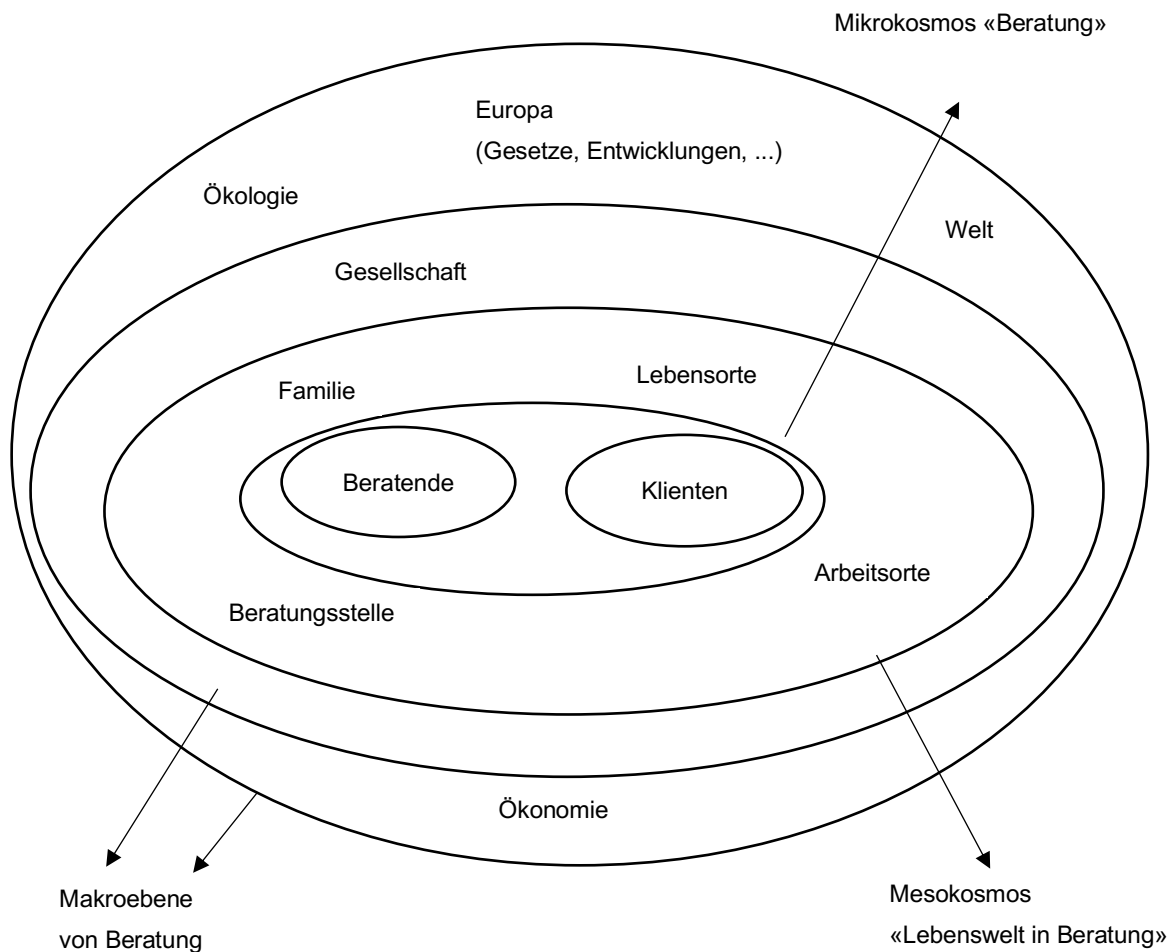 Mikrokosmos «Beratung»
Europa
(Gesetze, Entwicklungen, ...)
Ökologie
Welt
Gesellschaft
Lebensorte
Familie
Beratende
Klienten
Arbeitsorte
Beratungsstelle
Ökonomie
Makroebene
von Beratung
Mesokosmos
«Lebenswelt in Beratung»